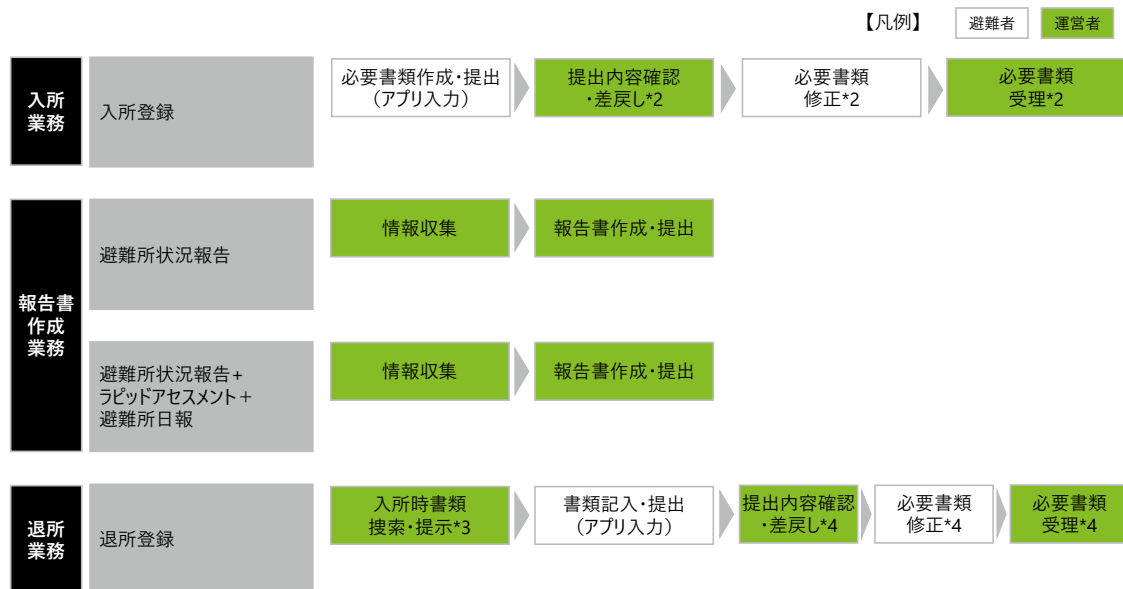 【凡例】
避難者
運営者
入所
業務
入所登録
必要書類作成・提出
(アプリ入力)
提出内容確認
・差戻し*2
必要書類
修正*2
必要書類
受理*2
報告書
作成
業務
避難所状況報告
情報収集
報告書作成・提出
避難所状況報告+
ラピッドアセスメント+
避難所日報
情報収集
報告書作成・提出
退所
業務
退所登録
入所時書類
捜索・提示*3
書類記入・提出
(アプリ入力)
提出内容確認
・差戻し*4
必要書類
修正*4
必要書類
受理*4